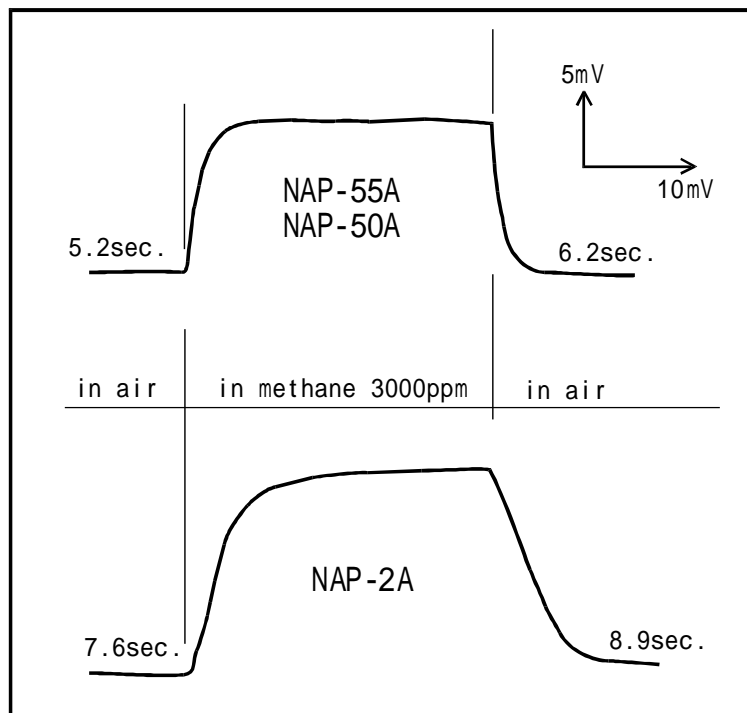 5mV
10mV
NAP-55A
NAP-50A
5.2sec.
6.2sec.
in air
in methane 3000ppm
in air
NAP-2A
7.6sec.
8.9sec.